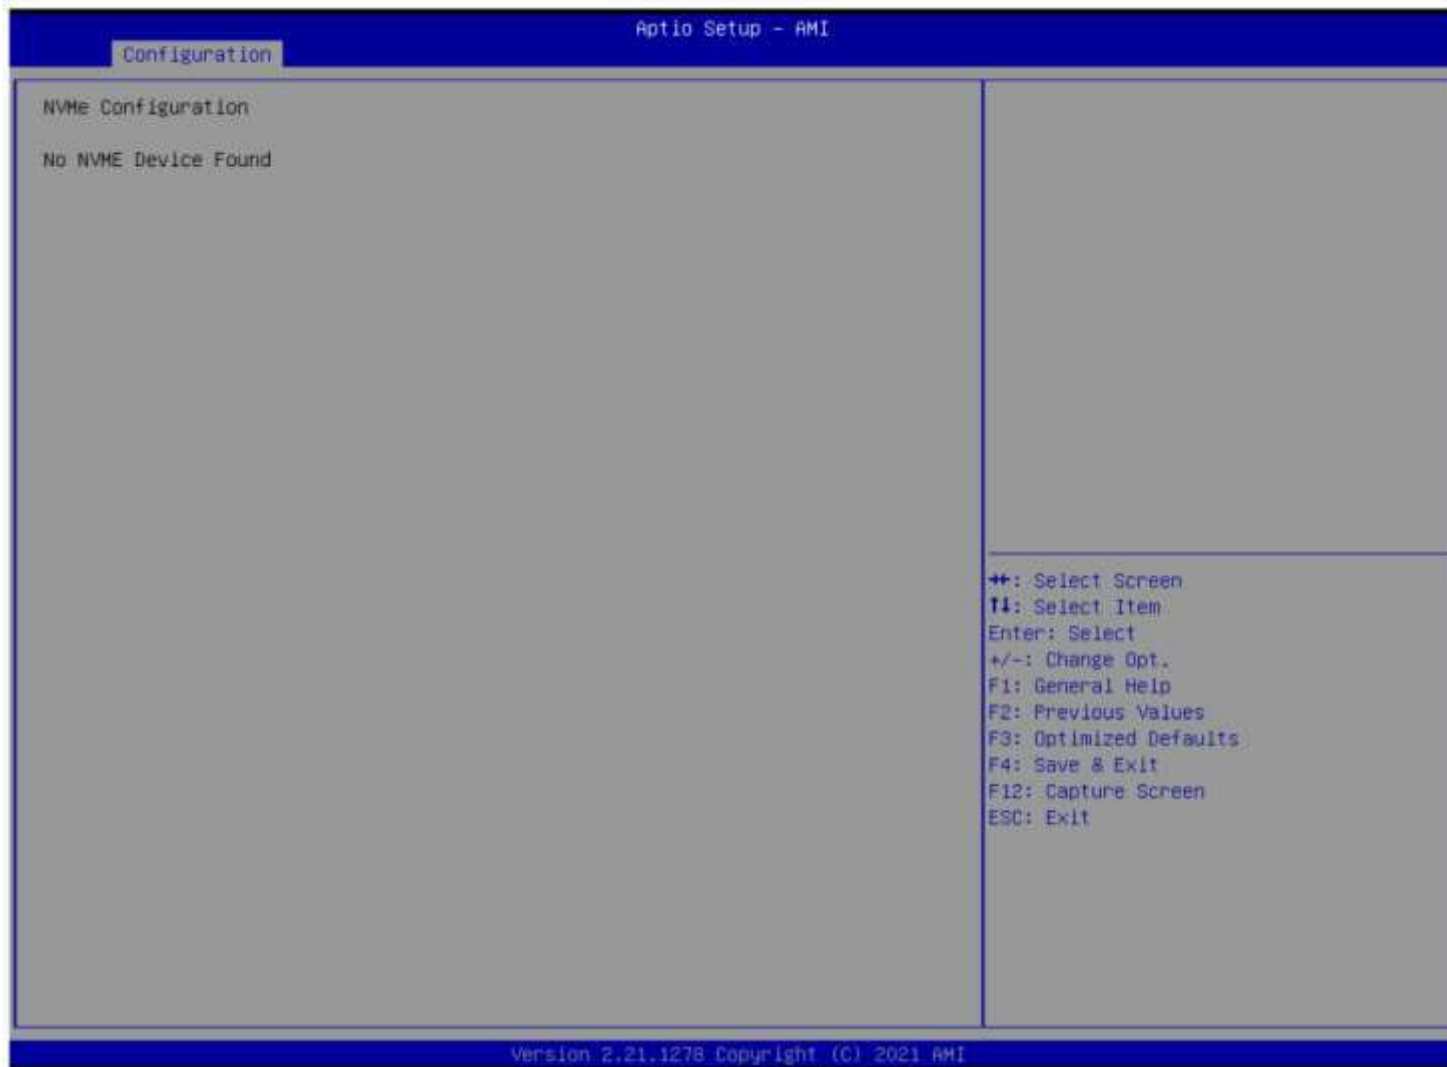 Aptio Setup - AMI
Configuration
NVMe Configuration
No NVME Device Found
→←: Select Screen
↑↓: Select Item
Enter: Select
+/-: Change Opt.
F1: General Help
F2: Previous Values
F3: Optimized Defaults
F4: Save & Exit
F12: Capture Screen
ESC: Exit
Version 2.21.1278 Copyright (C) 2021 AMI